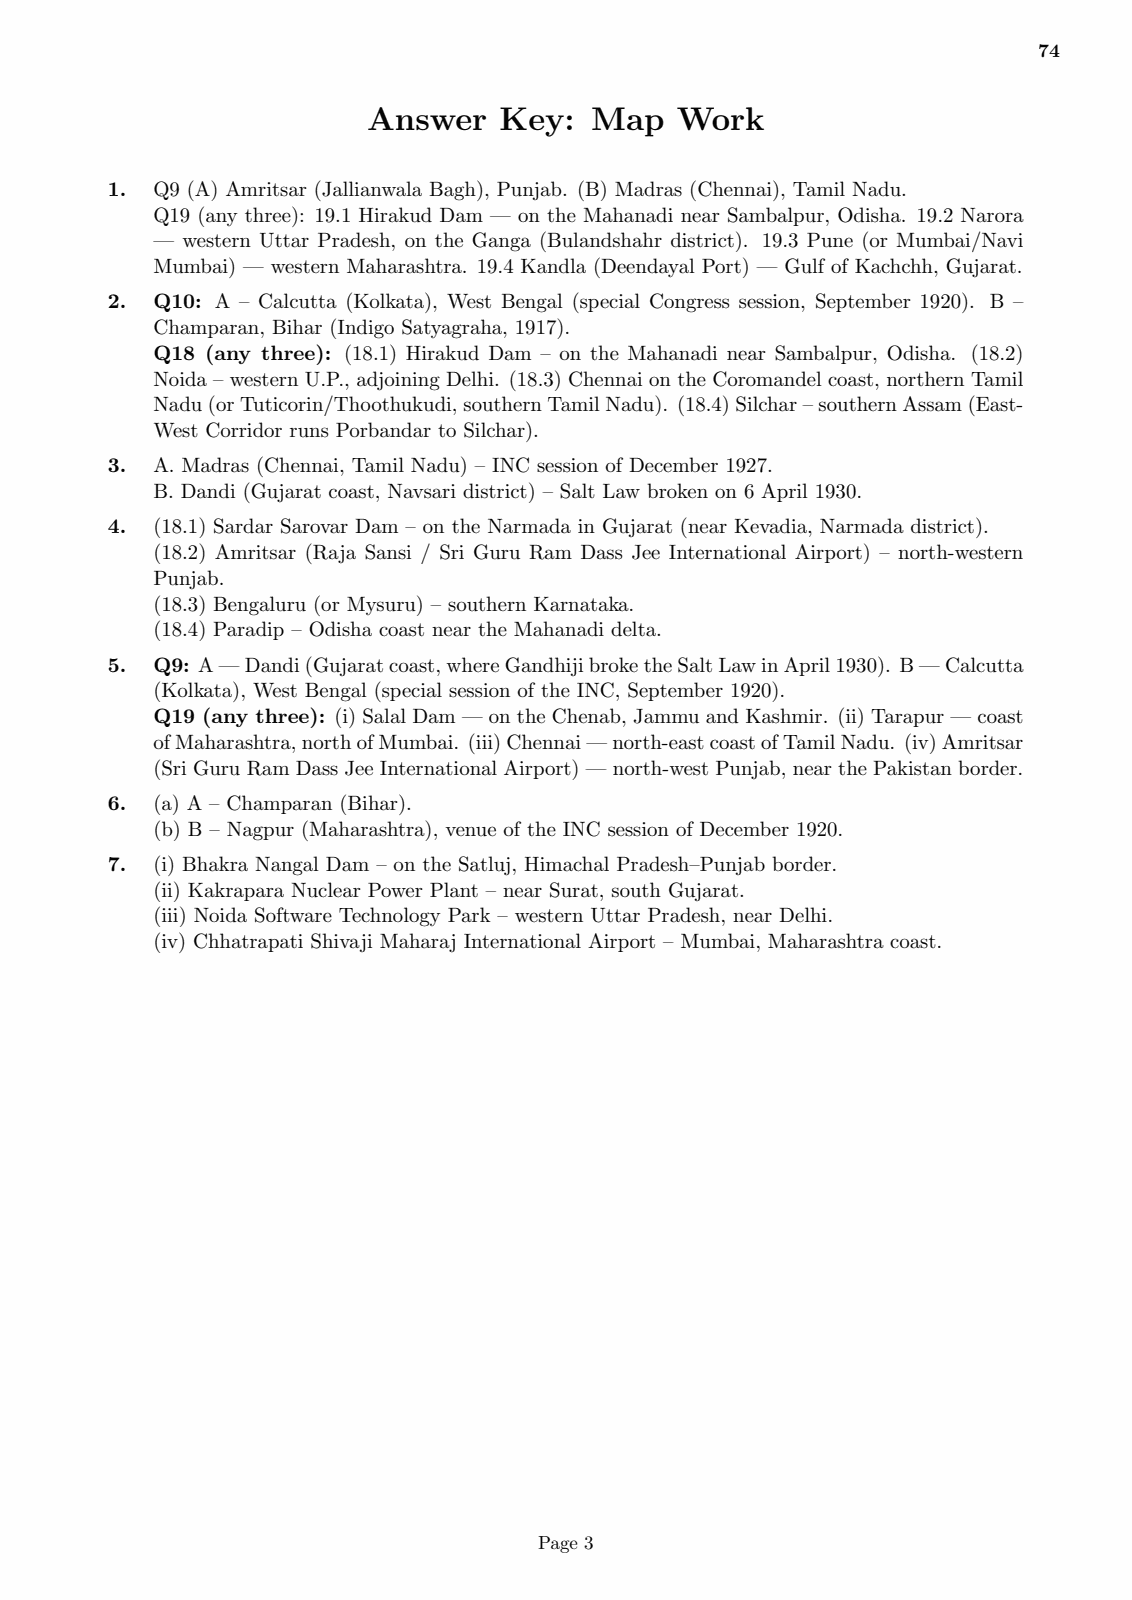 74
Answer Key: Map Work
1. Q9 (A) Amritsar (Jallianwala Bagh), Punjab. (B) Madras (Chennai), Tamil Nadu.
Q19 (any three): 19.1 Hirakud Dam — on the Mahanadi near Sambalpur, Odisha. 19.2 Narora
— western Uttar Pradesh, on the Ganga (Bulandshahr district). 19.3 Pune (or Mumbai/Navi
Mumbai) — western Maharashtra. 19.4 Kandla (Deendayal Port) — Gulf of Kachchh, Gujarat.
2. Q10: A – Calcutta (Kolkata), West Bengal (special Congress session, September 1920). B –
Champaran, Bihar (Indigo Satyagraha, 1917).
Q18 (any three): (18.1) Hirakud Dam – on the Mahanadi near Sambalpur, Odisha. (18.2)
Noida – western U.P., adjoining Delhi. (18.3) Chennai on the Coromandel coast, northern Tamil
Nadu (or Tuticorin/Thoothukudi, southern Tamil Nadu). (18.4) Silchar – southern Assam (East-
West Corridor runs Porbandar to Silchar).
3. A. Madras (Chennai, Tamil Nadu) – INC session of December 1927.
B. Dandi (Gujarat coast, Navsari district) – Salt Law broken on 6 April 1930.
4. (18.1) Sardar Sarovar Dam – on the Narmada in Gujarat (near Kevadia, Narmada district).
(18.2) Amritsar (Raja Sansi / Sri Guru Ram Dass Jee International Airport) – north-western
Punjab.
(18.3) Bengaluru (or Mysuru) – southern Karnataka.
(18.4) Paradip – Odisha coast near the Mahanadi delta.
5. Q9: A — Dandi (Gujarat coast, where Gandhiji broke the Salt Law in April 1930). B — Calcutta
(Kolkata), West Bengal (special session of the INC, September 1920).
Q19 (any three): (i) Salal Dam — on the Chenab, Jammu and Kashmir. (ii) Tarapur — coast
of Maharashtra, north of Mumbai. (iii) Chennai — north-east coast of Tamil Nadu. (iv) Amritsar
(Sri Guru Ram Dass Jee International Airport) — north-west Punjab, near the Pakistan border.
6. (a) A – Champaran (Bihar).
(b) B – Nagpur (Maharashtra), venue of the INC session of December 1920.
7. (i) Bhakra Nangal Dam – on the Satluj, Himachal Pradesh–Punjab border.
(ii) Kakrapara Nuclear Power Plant – near Surat, south Gujarat.
(iii) Noida Software Technology Park – western Uttar Pradesh, near Delhi.
(iv) Chhatrapati Shivaji Maharaj International Airport – Mumbai, Maharashtra coast.
Page 3